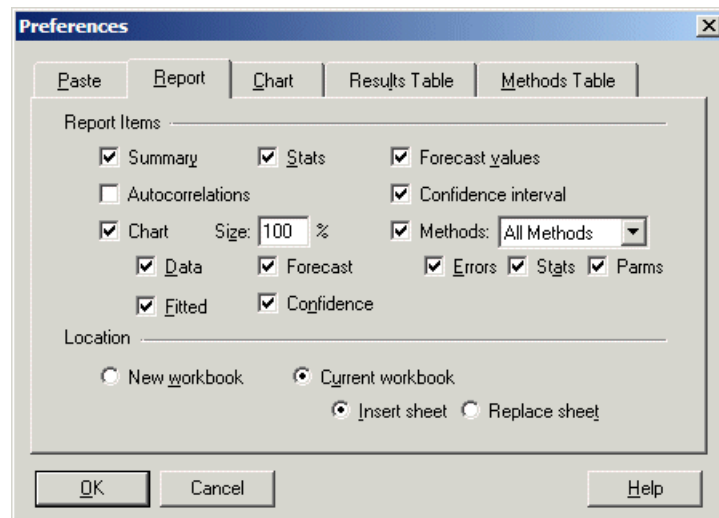 Preferences
Paste Report Chart Results Table Methods Table
Report Items
Summary Stats Forecast values
Autocorrelations Confidence interval
Chart Size: 100 % Methods: All Methods
Data Forecast Errors Stats Parms
Fitted Confidence
Location
New workbook Current workbook
Insert sheet Replace sheet
OK Cancel Help